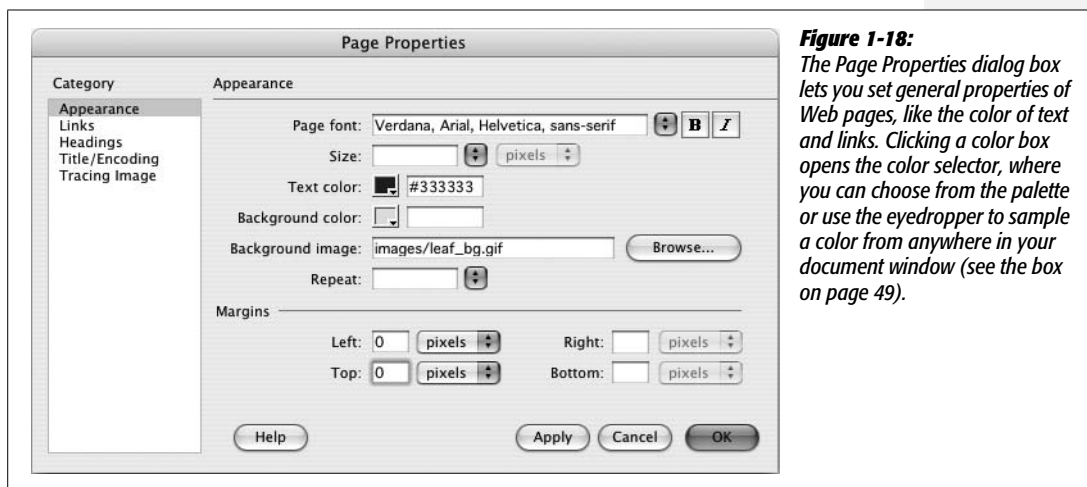 Page Properties
Category
Appearance
Links
Headings
Title/Encoding
Tracing Image
Appearance
Page font: Verdana, Arial, Helvetica, sans-serif B I
Size: pixels
Text color: #333333
Background color:
Background image: images/leaf_bg.gif Browse...
Repeat:
Margins
Left: 0 pixels Right: pixels
Top: 0 pixels Bottom: pixels
Help Apply Cancel OK
Figure 1-18:
The Page Properties dialog box
lets you set general properties of
Web pages, like the color of text
and links. Clicking a color box
opens the color selector, where
you can choose from the palette
or use the eyedropper to sample
a color from anywhere in your
document window (see the box
on page 49).